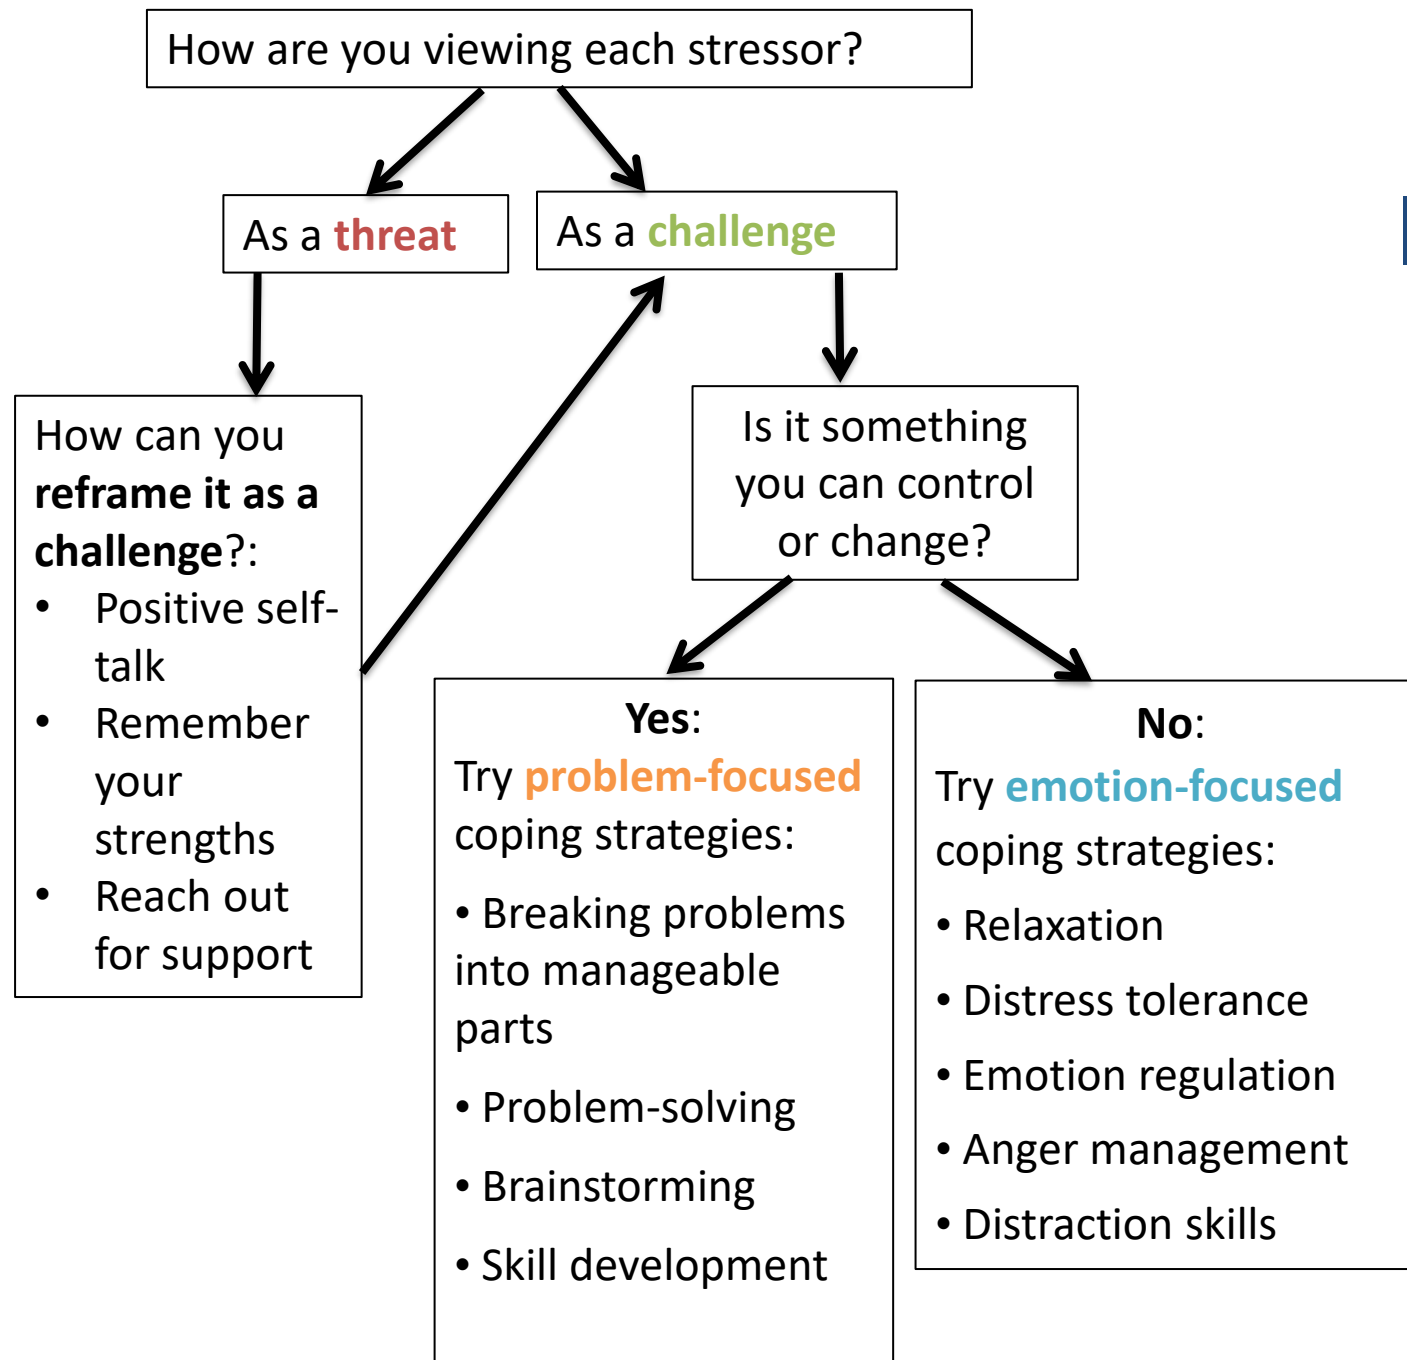 How are you viewing each stressor?
As a threat
As a challenge
How can you
reframe it as a
challenge?:
• Positive self-
talk
• Remember
your
strengths
• Reach out
for support
Is it something
you can control
or change?
Yes:
Try problem-focused
coping strategies:
• Breaking problems
into manageable
parts
• Problem-solving
• Brainstorming
• Skill development
No:
Try emotion-focused
coping strategies:
• Relaxation
• Distress tolerance
• Emotion regulation
• Anger management
• Distraction skills